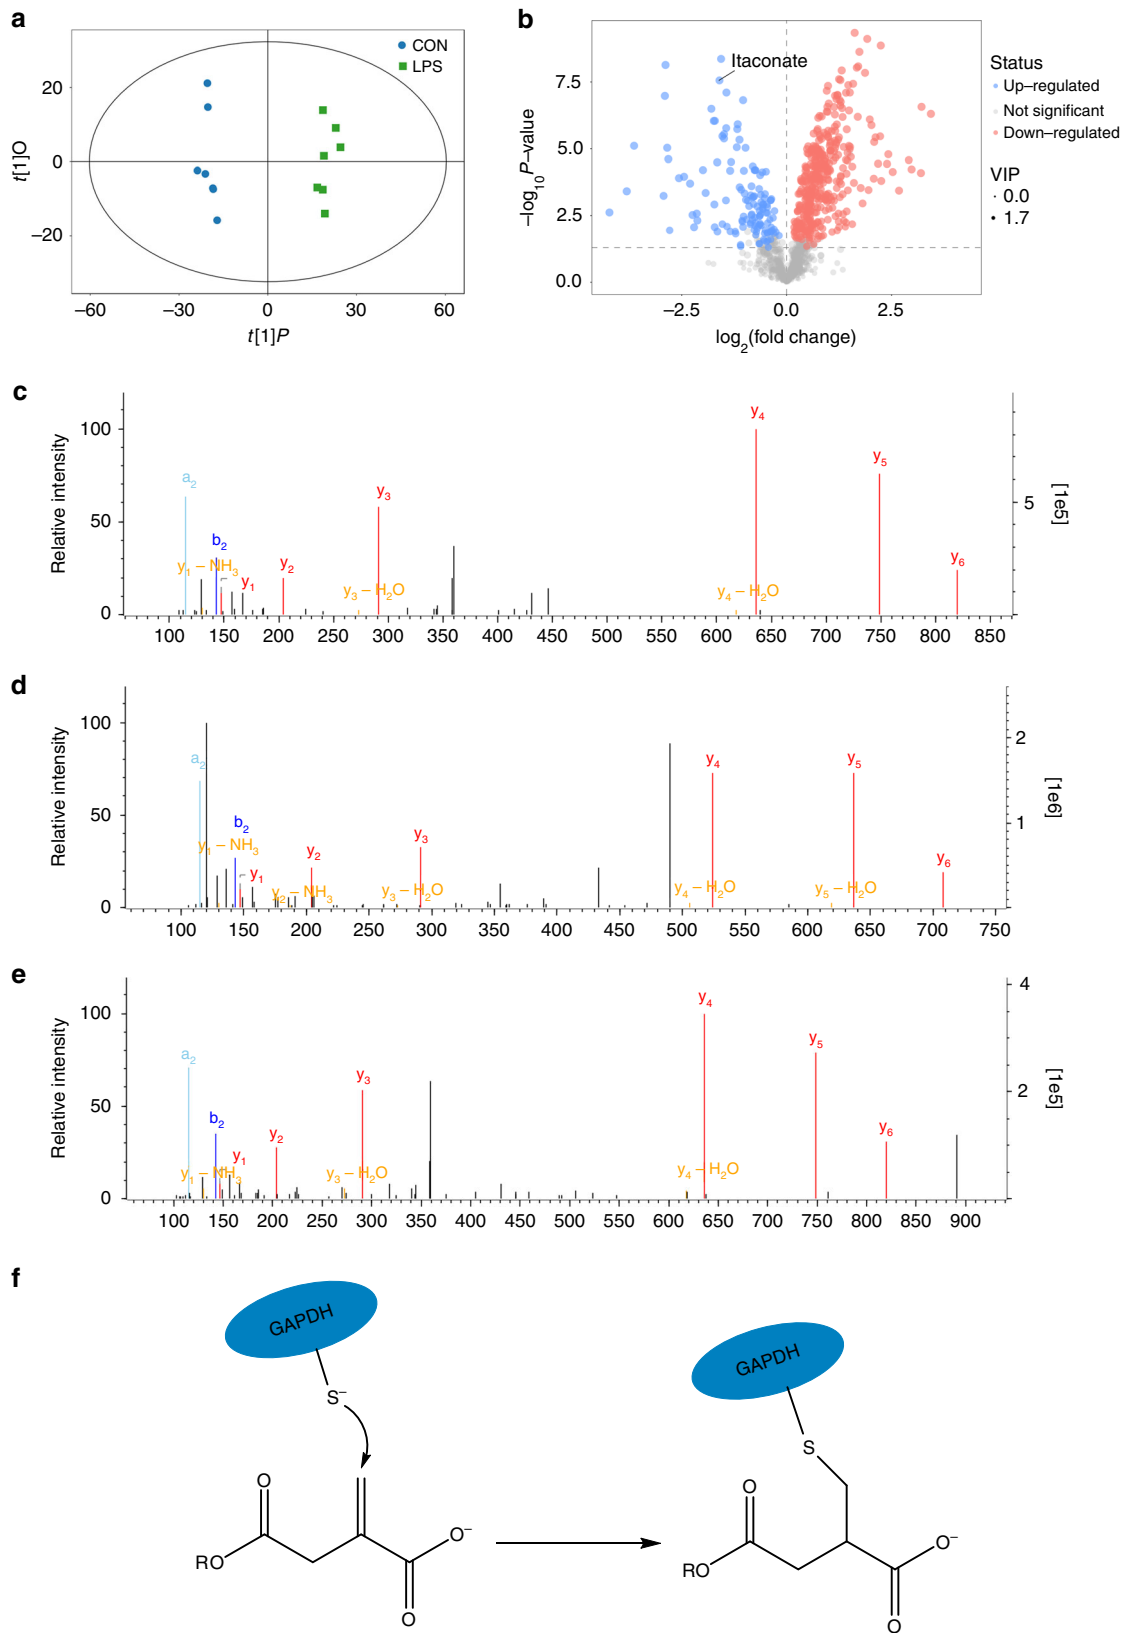 a
t[1]O
20
0
−20
−60
−30
0
30
60
t[1]P
CON
LPS
b
−log10 P–value
7.5
5.0
2.5
0.0
−2.5
0.0
2.5
log2(fold change)
Itaconate
Status
Up–regulated
Not significant
Down–regulated
VIP
0.0
1.7
c
Relative intensity
100
50
0
a2
b2
y1 – NH3
y1
y2
y3
y3 – H2O
y4
y4 – H2O
y5
y6
5
[1e5]
100 150 200 250 300 350 400 450 500 550 600 650 700 750 800 850
d
Relative intensity
100
50
0
a2
b2
y1 – NH3
y1
y2
y2 – NH3
y3
y3 – H2O
y4
y4 – H2O
y5
y5 – H2O
y6
2
1
[1e6]
100 150 200 250 300 350 400 450 500 550 600 650 700 750
e
Relative intensity
100
50
0
a2
b2
y1 – NH3
y1
y2
y3
y3 – H2O
y4
y4 – H2O
y5
y6
4
2
[1e5]
100 150 200 250 300 350 400 450 500 550 600 650 700 750 800 850 900
f
GAPDH
S−
O
RO
O−
O
GAPDH
S
O
RO
O−
O